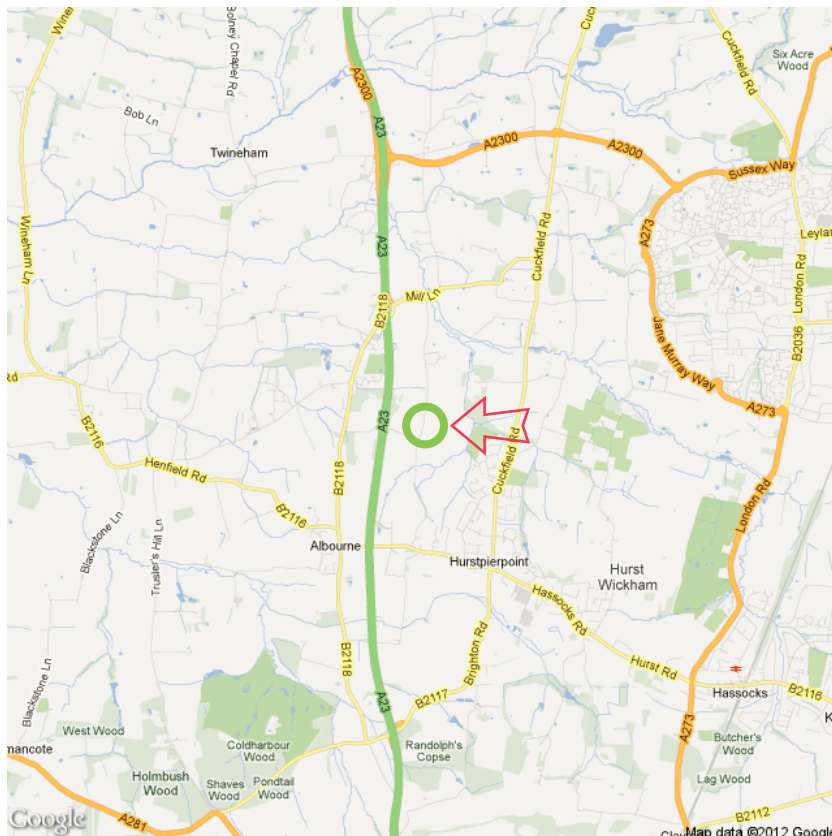 Wine
Bolney Chapel Rd
A2300
Cuckfield Rd
Cuckfield Rd
Six Acre
Wood
Bob Ln
A23
A2300
A2300
Twineham
Sussex Way
Wineham Ln
A23
Cuckfield Rd
A273
Leyla
London Rd
Mill Ln
B2118
B2036
Jane Murray Way
Rd
A23
A273
B2116
Cuckfield Rd
Henfield Rd
B2118
London Rd
B2116
Blackstone Ln
Albourne
Hurstpierpoint
Hurst
Wickham
Hassocks Rd
Brighton Rd
B2118
Hurst Rd
Blackstone Ln
Hassocks
B2116
B2117
A23
K
West Wood
Coldharbour
Wood
Randolph's
Copse
A273
Butcher's
Wood
mancote
Holmbush
Wood
Shaves
Wood
Pondtail
Wood
Lag Wood
A281
B2112
Google
Map data ©2012 Google